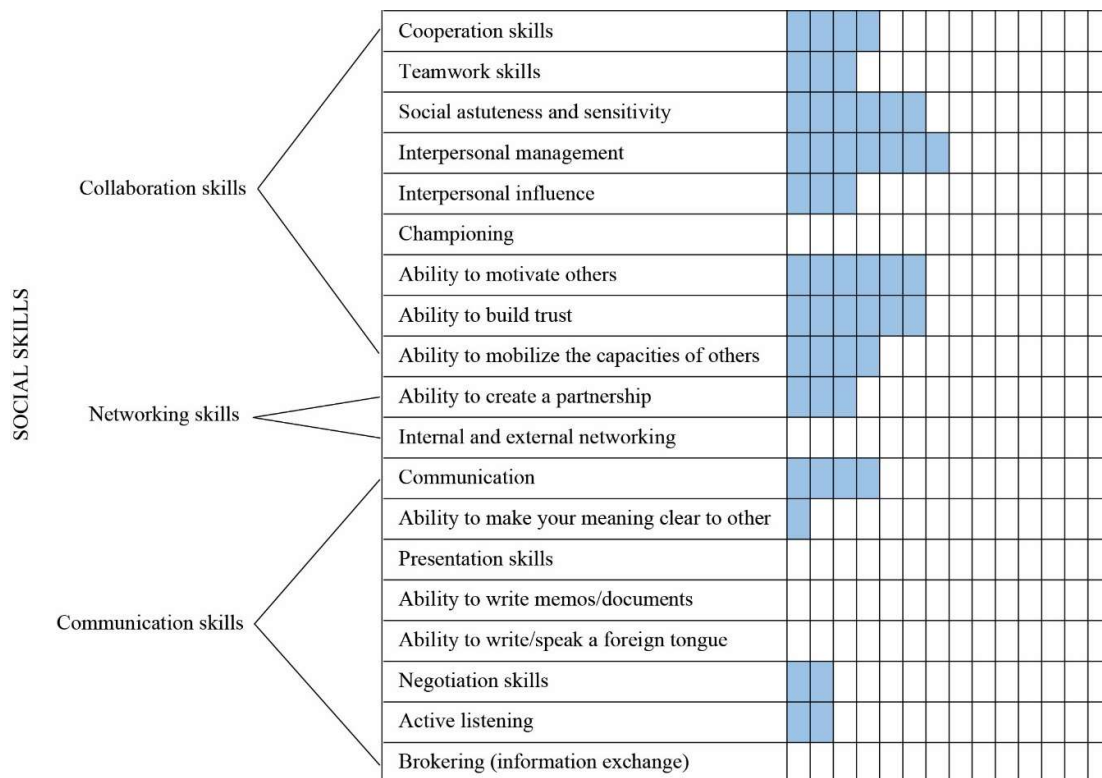 SOCIAL SKILLS
Collaboration skills
Cooperation skills
Teamwork skills
Social astuteness and sensitivity
Interpersonal management
Interpersonal influence
Championing
Ability to motivate others
Ability to build trust
Ability to mobilize the capacities of others
Networking skills
Ability to create a partnership
Internal and external networking
Communication skills
Communication
Ability to make your meaning clear to other
Presentation skills
Ability to write memos/documents
Ability to write/speak a foreign tongue
Negotiation skills
Active listening
Brokering (information exchange)